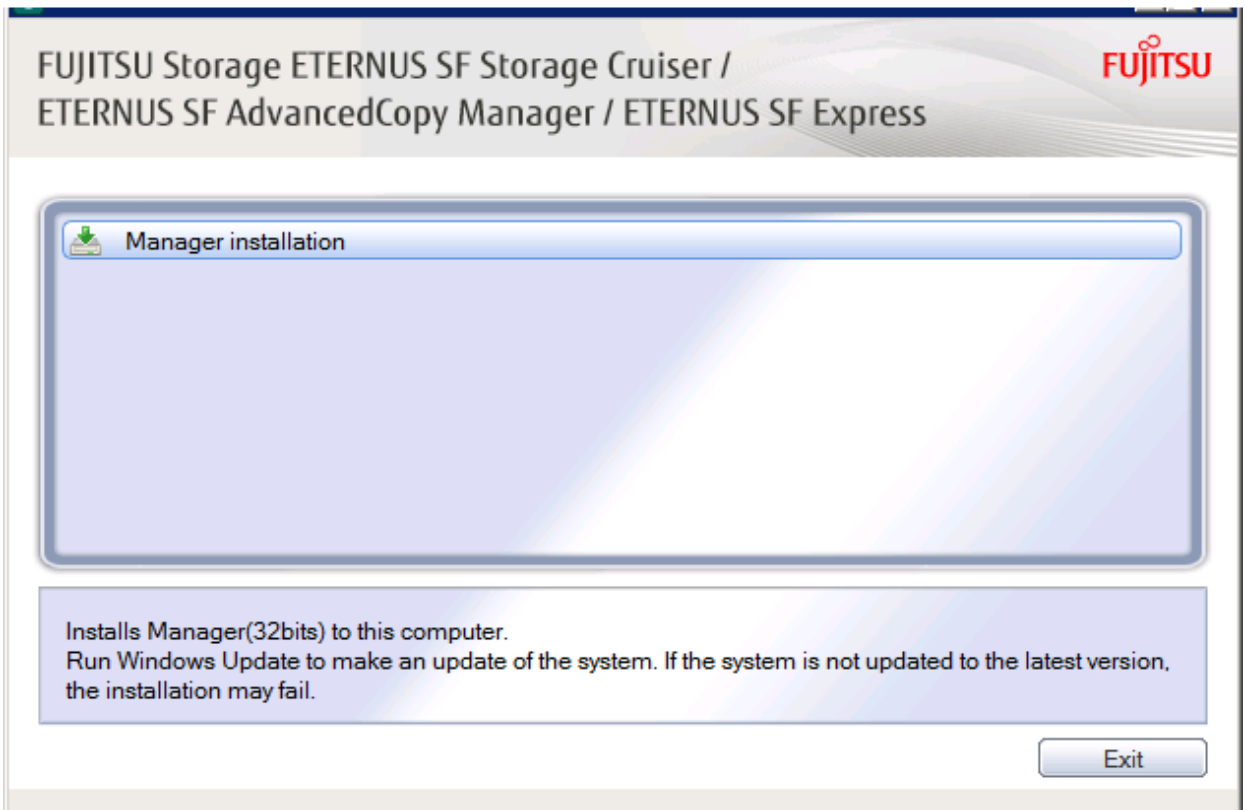 FUJITSU Storage ETERNUS SF Storage Cruiser /
ETERNUS SF AdvancedCopy Manager / ETERNUS SF Express
FUJITSU
Manager installation
Installs Manager(32bits) to this computer.
Run Windows Update to make an update of the system. If the system is not updated to the latest version,
the installation may fail.
Exit